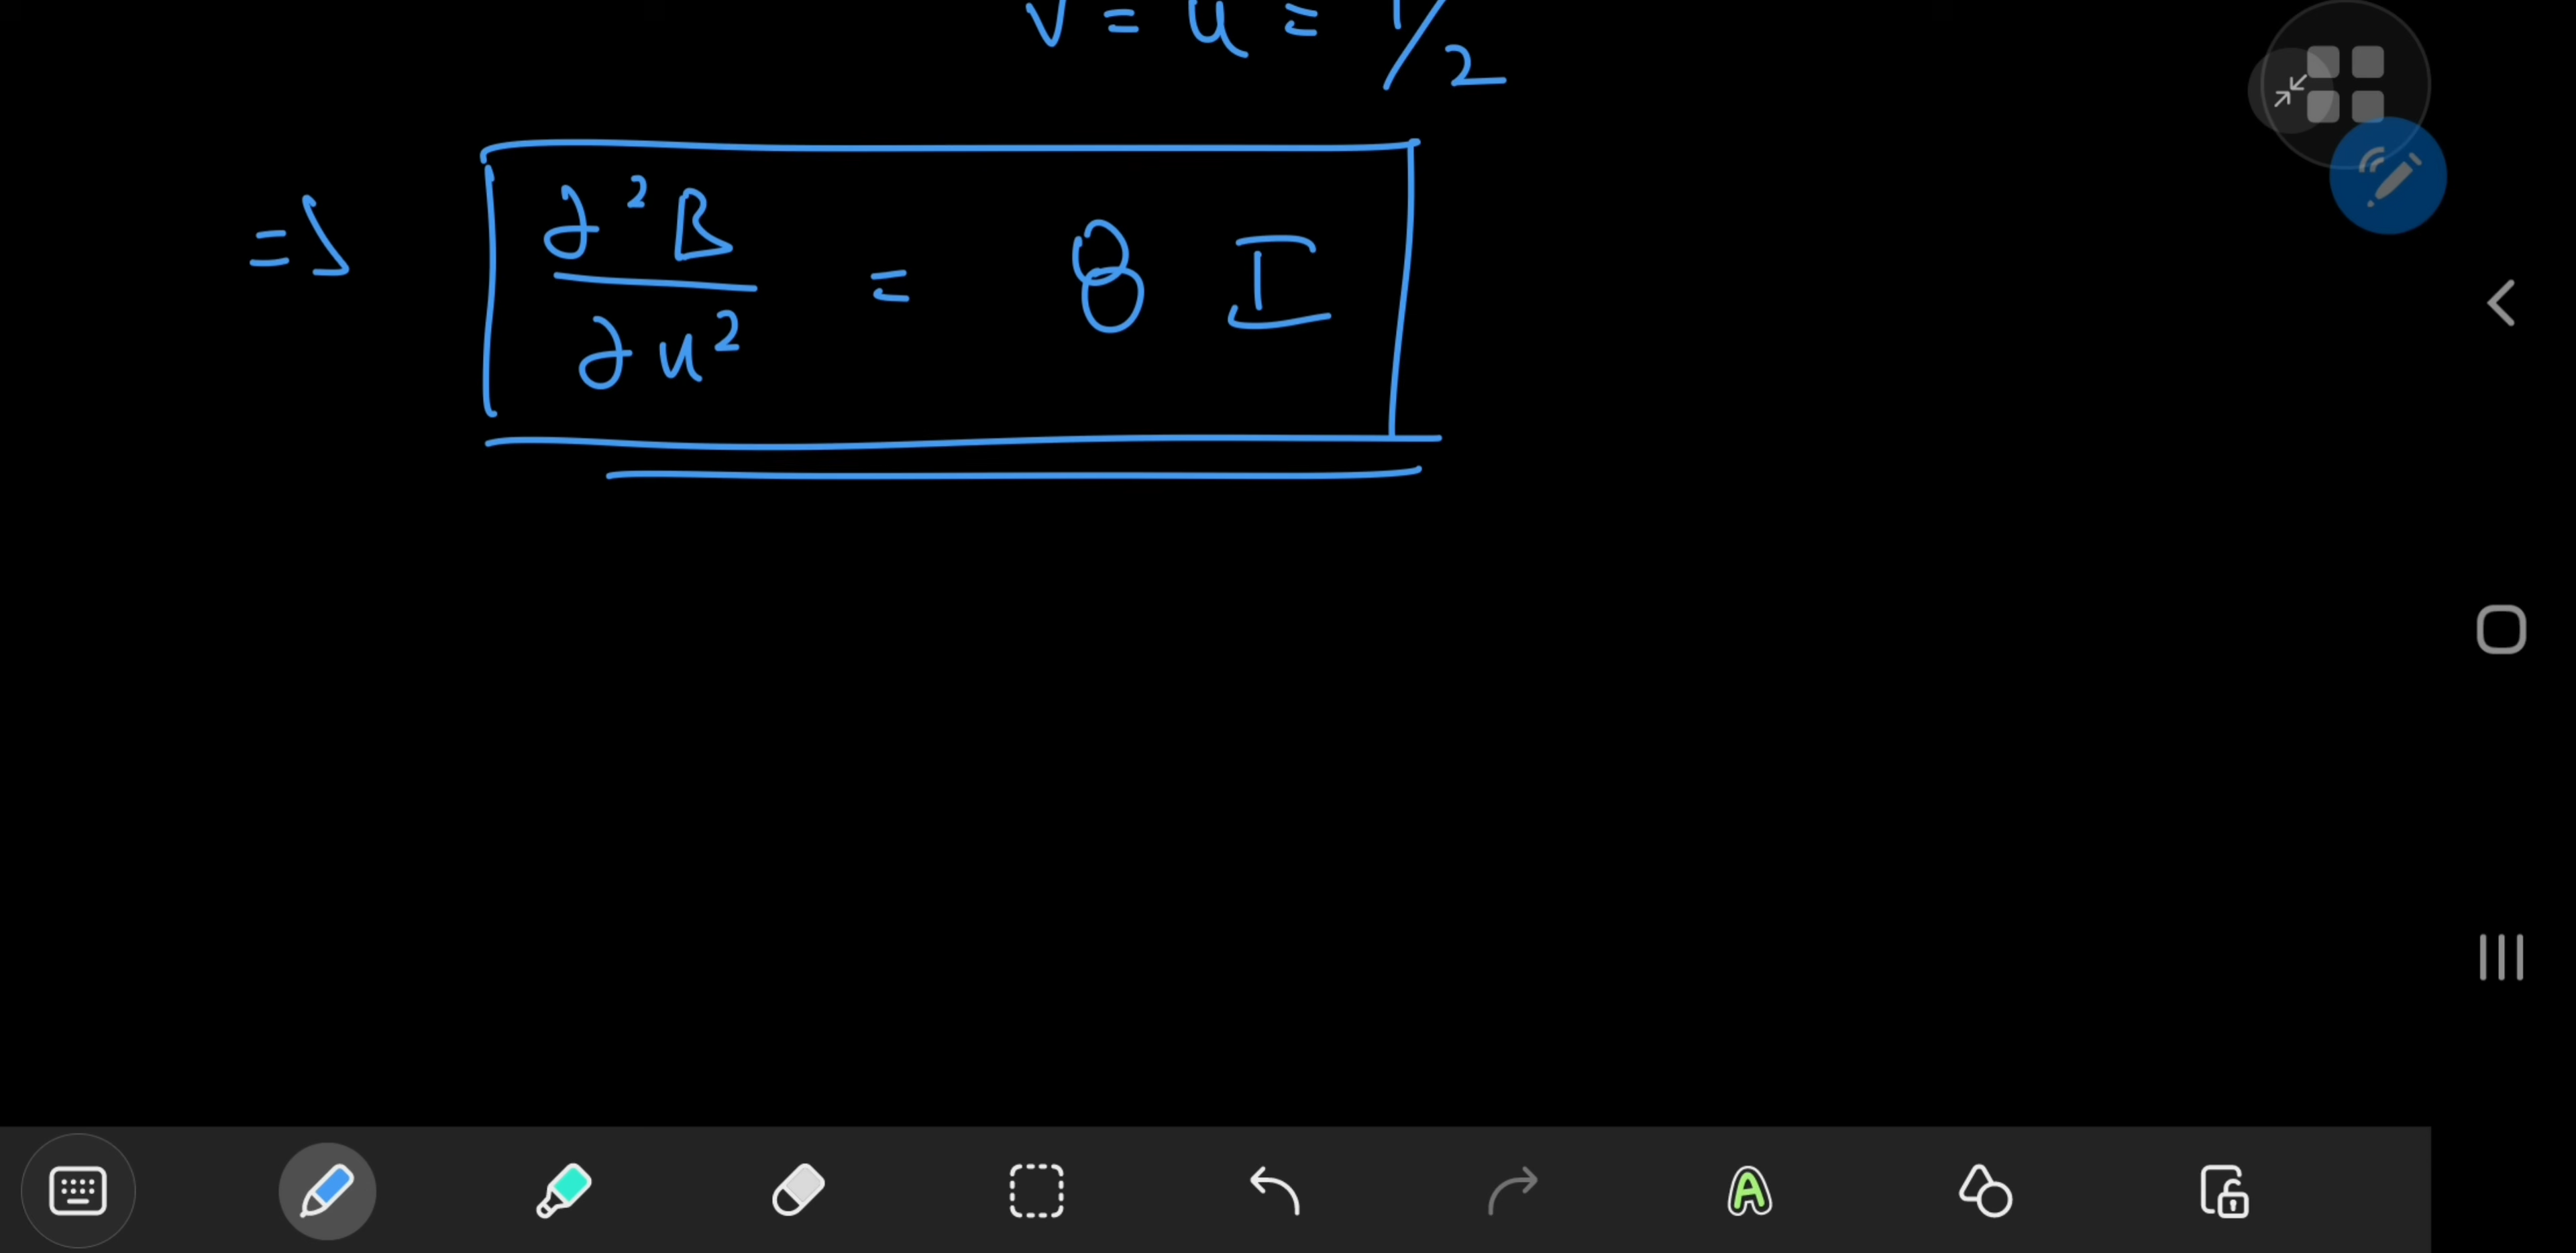 v = u = 1/2
=> ∂²B/∂u² = 8 I
A